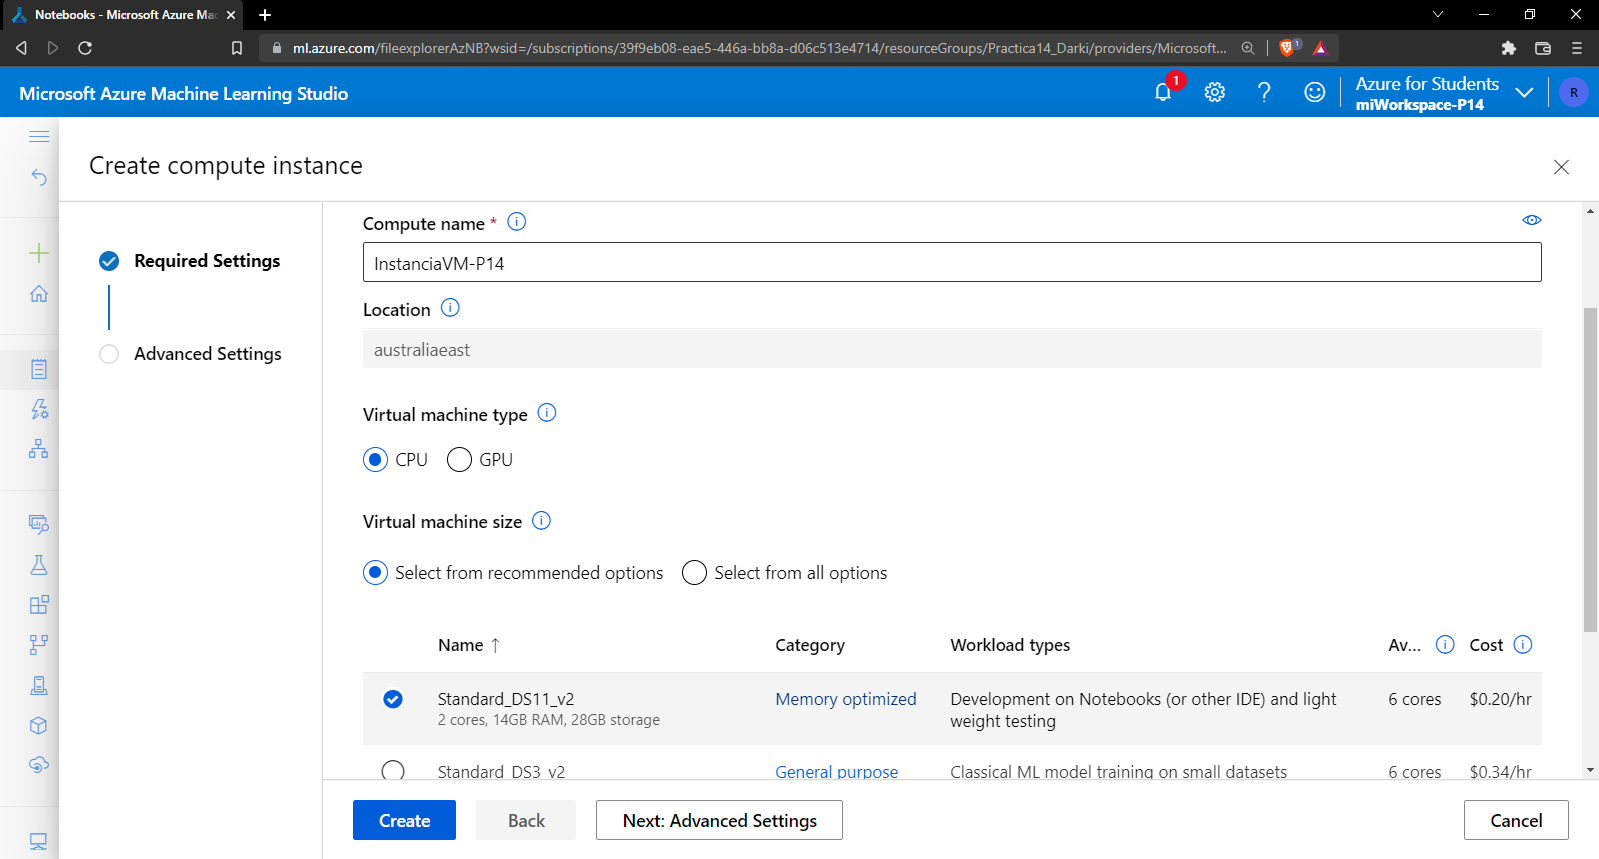 Notebooks - Microsoft Azure Mac
ml.azure.com/fileexplorerAzNB?wsid=/subscriptions/39f9eb08-eae5-446a-bb8a-d06c513e4714/resourceGroups/Practica14_Darki/providers/Microsoft...
1
Microsoft Azure Machine Learning Studio
1
Azure for Students
miWorkspace-P14
R
Create compute instance
Required Settings
Advanced Settings
Compute name *
InstanciaVM-P14
Location
australiaeast
Virtual machine type
CPU GPU
Virtual machine size
Select from recommended options Select from all options
Name ↑ Category Workload types Av... Cost
Standard_DS11_v2 Memory optimized Development on Notebooks (or other IDE) and light 6 cores $0.20/hr
2 cores, 14GB RAM, 28GB storage weight testing
Standard_DS3_v2 General purpose Classical ML model training on small datasets 6 cores $0.34/hr
Create Back Next: Advanced Settings Cancel